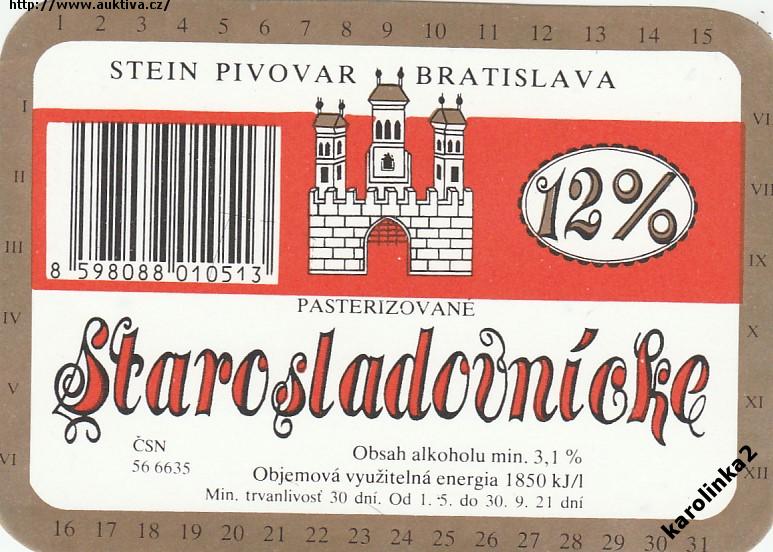 http://www.auktiva.cz/
1 2 3 4 5 6 7 8 9 10 11 12 13 14 15
STEIN PIVOVAR BRATISLAVA
I
II
III
IV
V
VI
VI
VII
IX
X
XI
XII
12%
8 598088 010513
PASTERIZOVANÉ
Starosladovnícke
ČSN
56 6635
Obsah alkoholu min. 3,1 %
Objemová využitelná energia 1850 kJ/l
Min. trvanlivosť 30 dní. Od 1. 5. do 30. 9. 21 dní
karolinka2
16 17 18 19 20 21 22 23 24 25 26 27 28 29 30 31